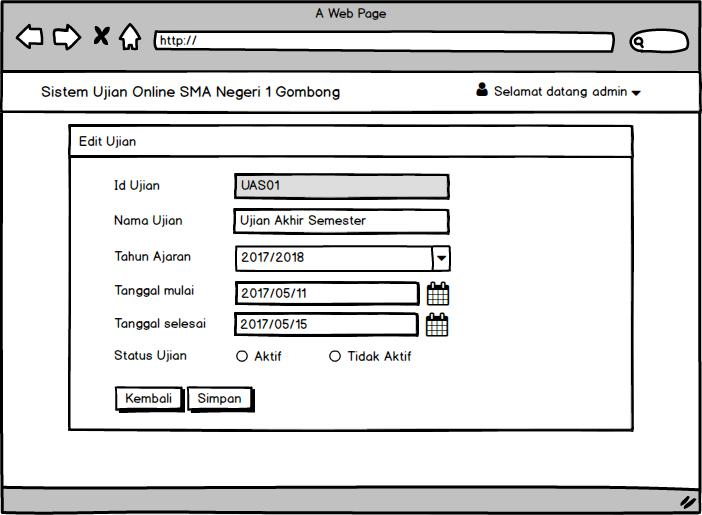 A Web Page
http://
Sistem Ujian Online SMA Negeri 1 Gombong
Selamat datang admin
Edit Ujian
Id Ujian UAS01
Nama Ujian Ujian Akhir Semester
Tahun Ajaran 2017/2018
Tanggal mulai 2017/05/11
Tanggal selesai 2017/05/15
Status Ujian Aktif Tidak Aktif
Kembali Simpan